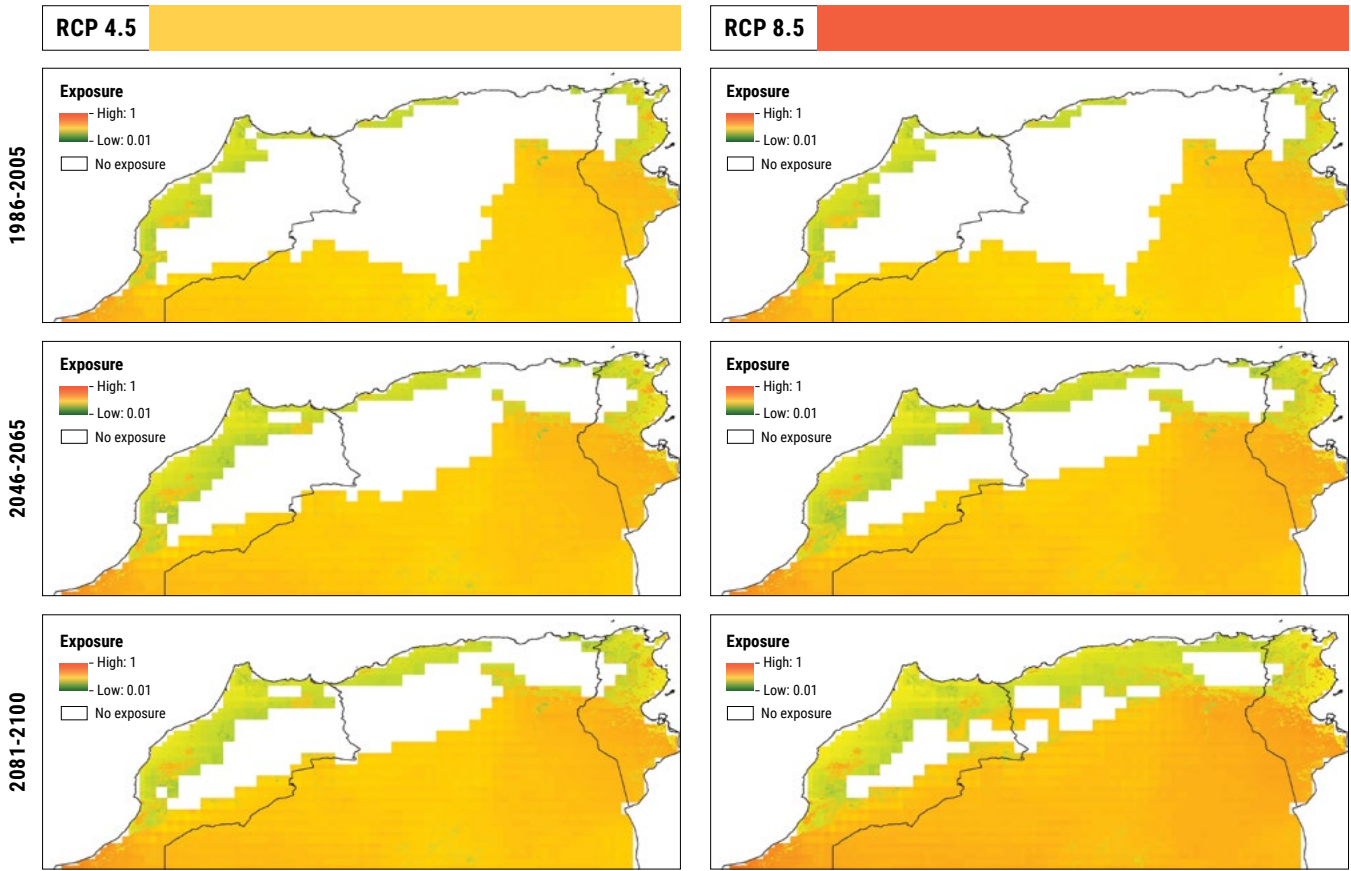 RCP 4.5
RCP 8.5
1986-2005
Exposure
High: 1
Low: 0.01
No exposure
Exposure
High: 1
Low: 0.01
No exposure
2046-2065
Exposure
High: 1
Low: 0.01
No exposure
Exposure
High: 1
Low: 0.01
No exposure
2081-2100
Exposure
High: 1
Low: 0.01
No exposure
Exposure
High: 1
Low: 0.01
No exposure